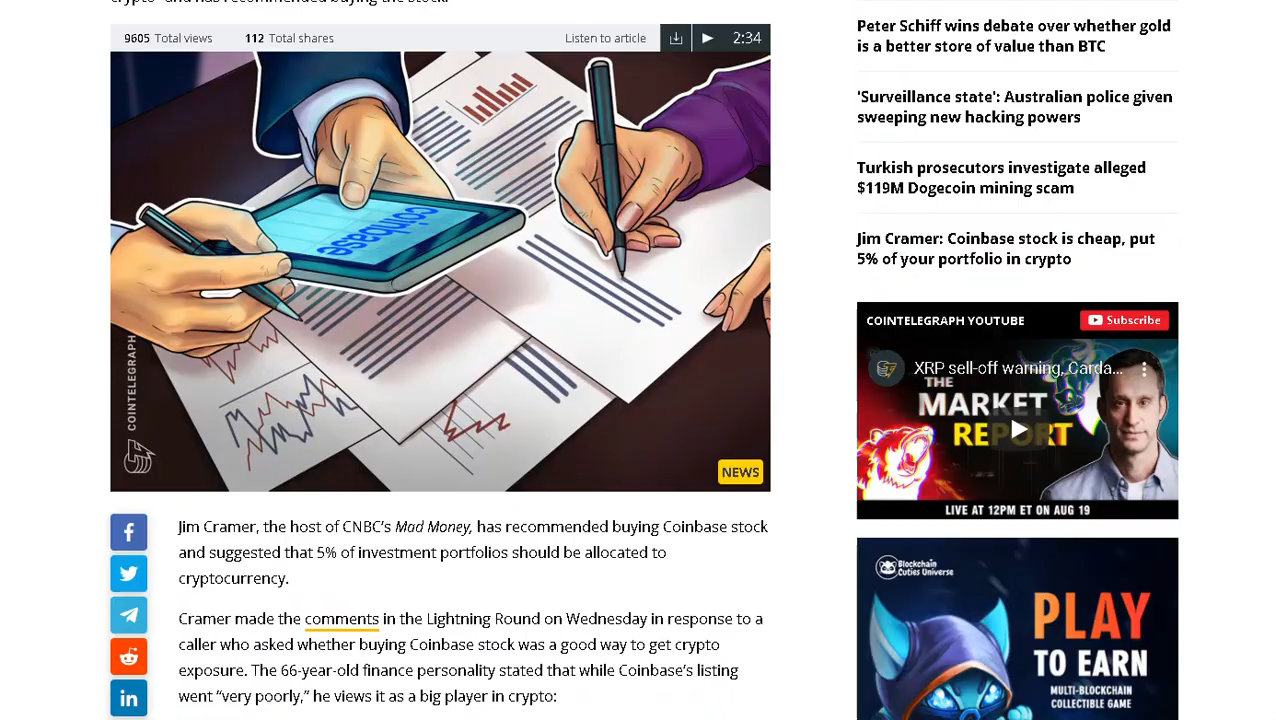 crypto" and has recommended buying the stock.
9605 Total views 112 Total shares Listen to article 2:34
coinbase
COINTELEGRAPH
NEWS
Jim Cramer, the host of CNBC's Mad Money, has recommended buying Coinbase stock
and suggested that 5% of investment portfolios should be allocated to
cryptocurrency.
Cramer made the comments in the Lightning Round on Wednesday in response to a
caller who asked whether buying Coinbase stock was a good way to get crypto
exposure. The 66-year-old finance personality stated that while Coinbase's listing
went "very poorly," he views it as a big player in crypto:
Peter Schiff wins debate over whether gold
is a better store of value than BTC
'Surveillance state': Australian police given
sweeping new hacking powers
Turkish prosecutors investigate alleged
$119M Dogecoin mining scam
Jim Cramer: Coinbase stock is cheap, put
5% of your portfolio in crypto
COINTELEGRAPH YOUTUBE Subscribe
XRP sell-off warning, Carda...
THE
MARKET
REPORT
LIVE AT 12PM ET ON AUG 19
Blockchain
Cuties Universe
PLAY
TO EARN
MULTI-BLOCKCHAIN
COLLECTIBLE GAME